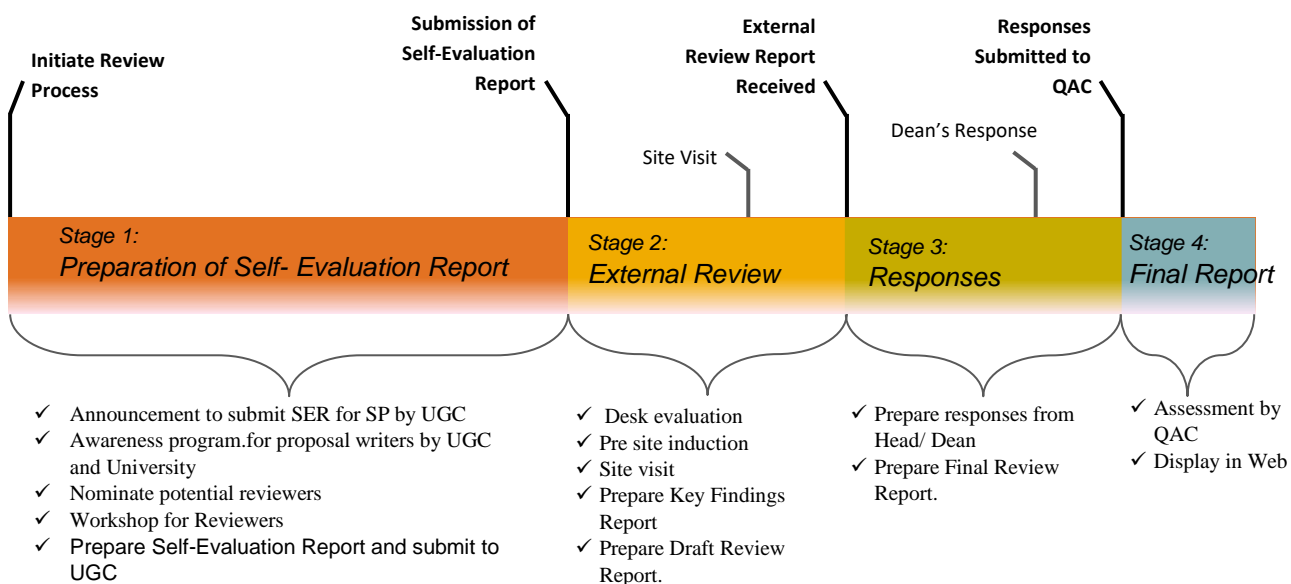 Initiate Review
Process
Submission of
Self-Evaluation
Report
External
Review Report
Received
Responses
Submitted to
QAC
Site Visit
Dean's Response
Stage 1:
Preparation of Self- Evaluation Report
Stage 2:
External Review
Stage 3:
Responses
Stage 4:
Final Report
✓ Announcement to submit SER for SP by UGC
✓ Awareness program.for proposal writers by UGC
and University
✓ Nominate potential reviewers
✓ Workshop for Reviewers
✓ Prepare Self-Evaluation Report and submit to
UGC
✓ Desk evaluation
✓ Pre site induction
✓ Site visit
✓ Prepare Key Findings
Report
✓ Prepare Draft Review
Report.
✓ Prepare responses from
Head/ Dean
✓ Prepare Final Review
Report.
✓ Assessment by
QAC
✓ Display in Web